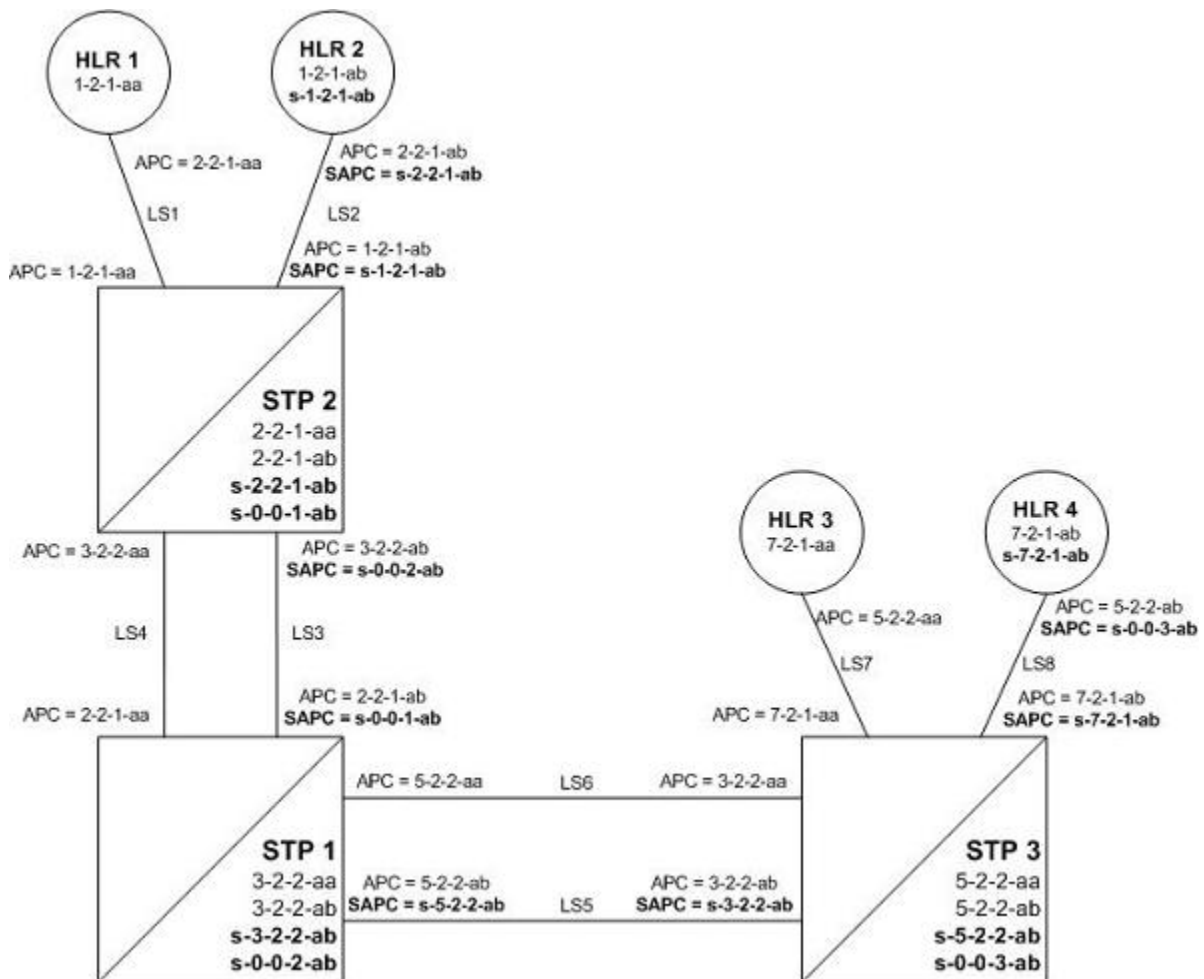 HLR 1
1-2-1-aa
HLR 2
1-2-1-ab
s-1-2-1-ab
APC = 2-2-1-aa
APC = 2-2-1-ab
SAPC = s-2-2-1-ab
LS1
LS2
APC = 1-2-1-aa
APC = 1-2-1-ab
SAPC = s-1-2-1-ab
STP 2
2-2-1-aa
2-2-1-ab
s-2-2-1-ab
s-0-0-1-ab
APC = 3-2-2-aa
APC = 3-2-2-ab
SAPC = s-0-0-2-ab
LS4
LS3
APC = 2-2-1-aa
APC = 2-2-1-ab
SAPC = s-0-0-1-ab
HLR 3
7-2-1-aa
HLR 4
7-2-1-ab
s-7-2-1-ab
APC = 5-2-2-aa
APC = 5-2-2-ab
SAPC = s-0-0-3-ab
LS7
LS8
APC = 7-2-1-aa
APC = 7-2-1-ab
SAPC = s-7-2-1-ab
STP 1
3-2-2-aa
3-2-2-ab
s-3-2-2-ab
s-0-0-2-ab
APC = 5-2-2-aa
LS6
APC = 3-2-2-aa
APC = 5-2-2-ab
SAPC = s-5-2-2-ab
LS5
APC = 3-2-2-ab
SAPC = s-3-2-2-ab
STP 3
5-2-2-aa
5-2-2-ab
s-5-2-2-ab
s-0-0-3-ab